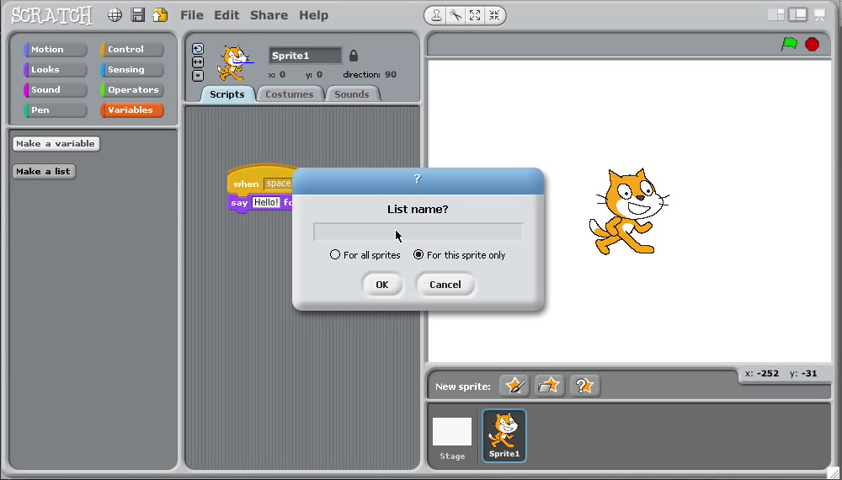 SCRATCH File Edit Share Help
Motion Control
Looks Sensing
Sound Operators
Pen Variables
Make a variable
Make a list
Sprite1
x: 0 y: 0 direction: 90
Scripts Costumes Sounds
when space
say Hello! fo
?
List name?
For all sprites For this sprite only
OK Cancel
x: -252 y: -31
New sprite:
Stage
Sprite1